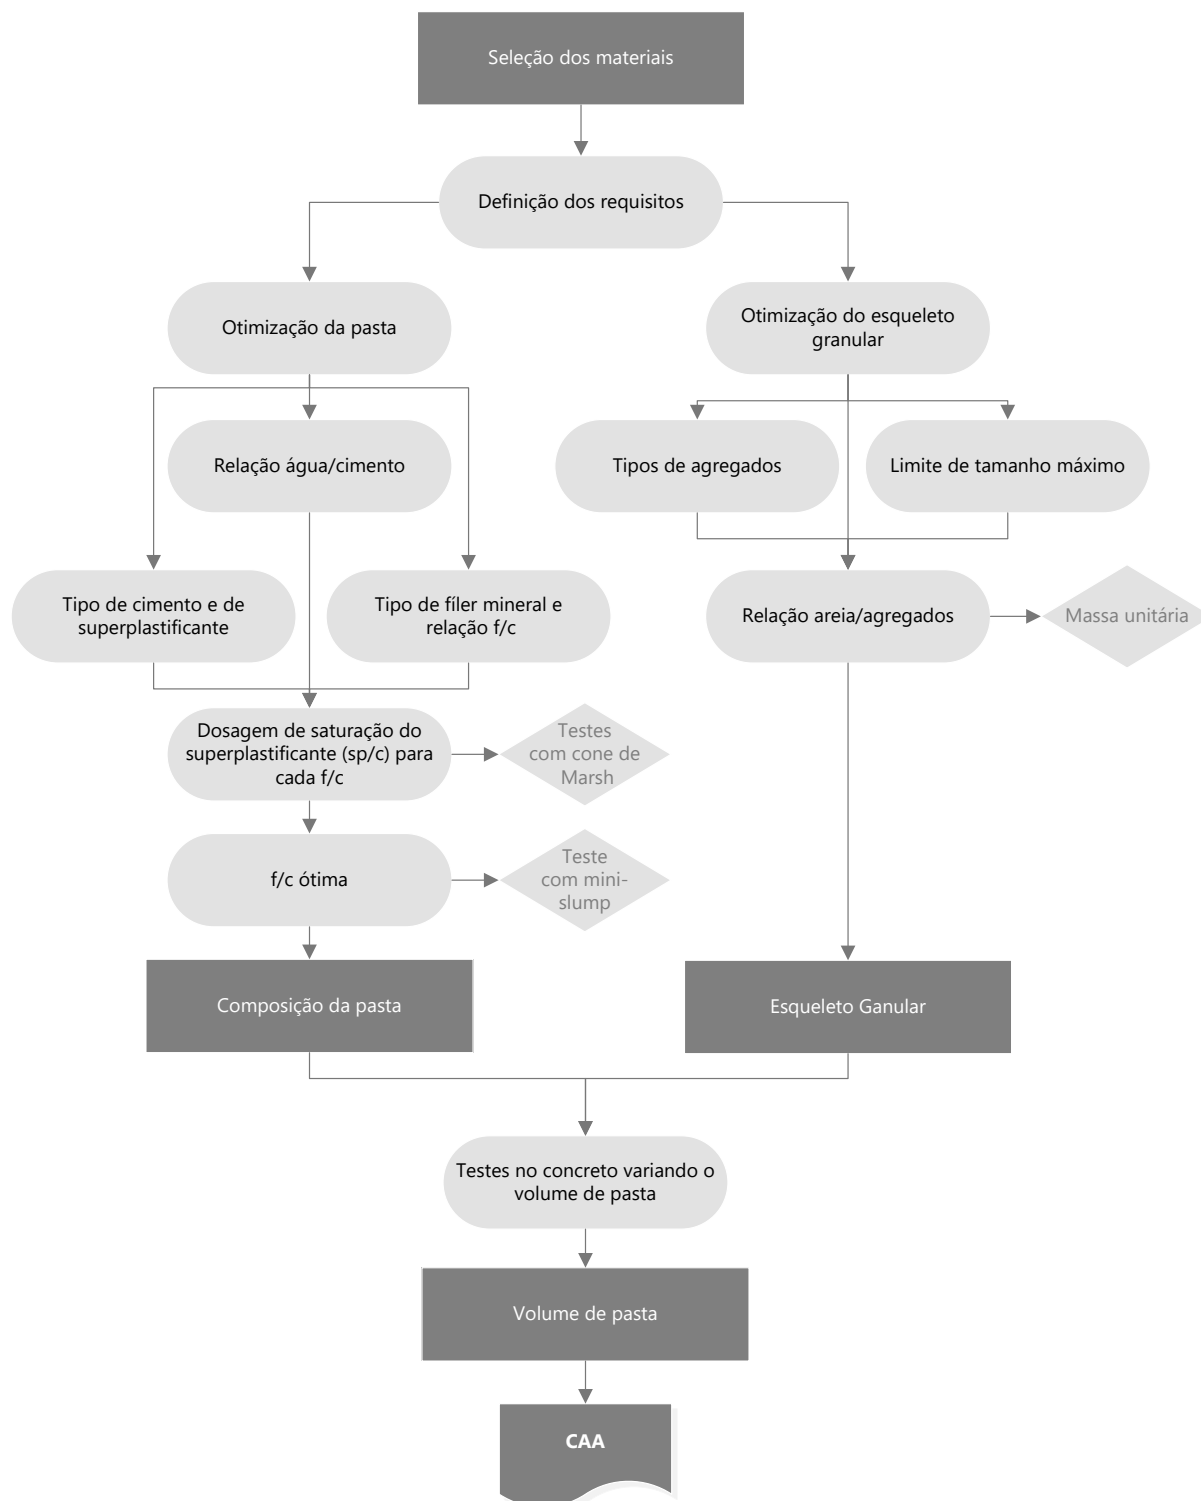 Seleção dos materiais
Definição dos requisitos
Otimização da pasta
Otimização do esqueleto
granular
Relação água/cimento
Tipos de agregados
Limite de tamanho máximo
Tipo de cimento e de
superplastificante
Tipo de fíler mineral e
relação f/c
Relação areia/agregados
Massa unitária
Dosagem de saturação do
superplastificante (sp/c) para
cada f/c
Testes
com cone de
Marsh
f/c ótima
Teste
com mini-
slump
Composição da pasta
Esqueleto Ganular
Testes no concreto variando o
volume de pasta
Volume de pasta
CAA